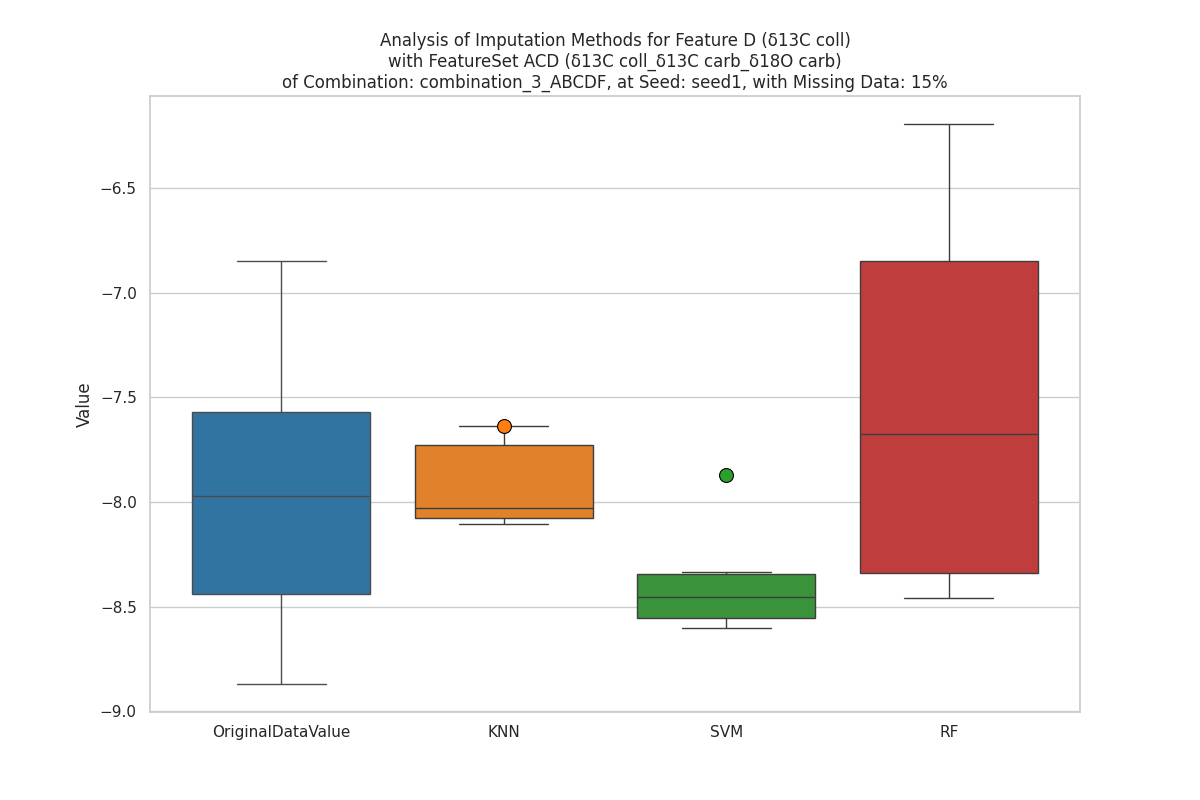 Analysis of Imputation Methods for Feature D (δ13C coll)
with FeatureSet ACD (δ13C coll_δ13C carb_δ18O carb)
of Combination: combination_3_ABCDF, at Seed: seed1, with Missing Data: 15%
Value
−6.5
−7.0
−7.5
−8.0
−8.5
−9.0
OriginalDataValue
KNN
SVM
RF